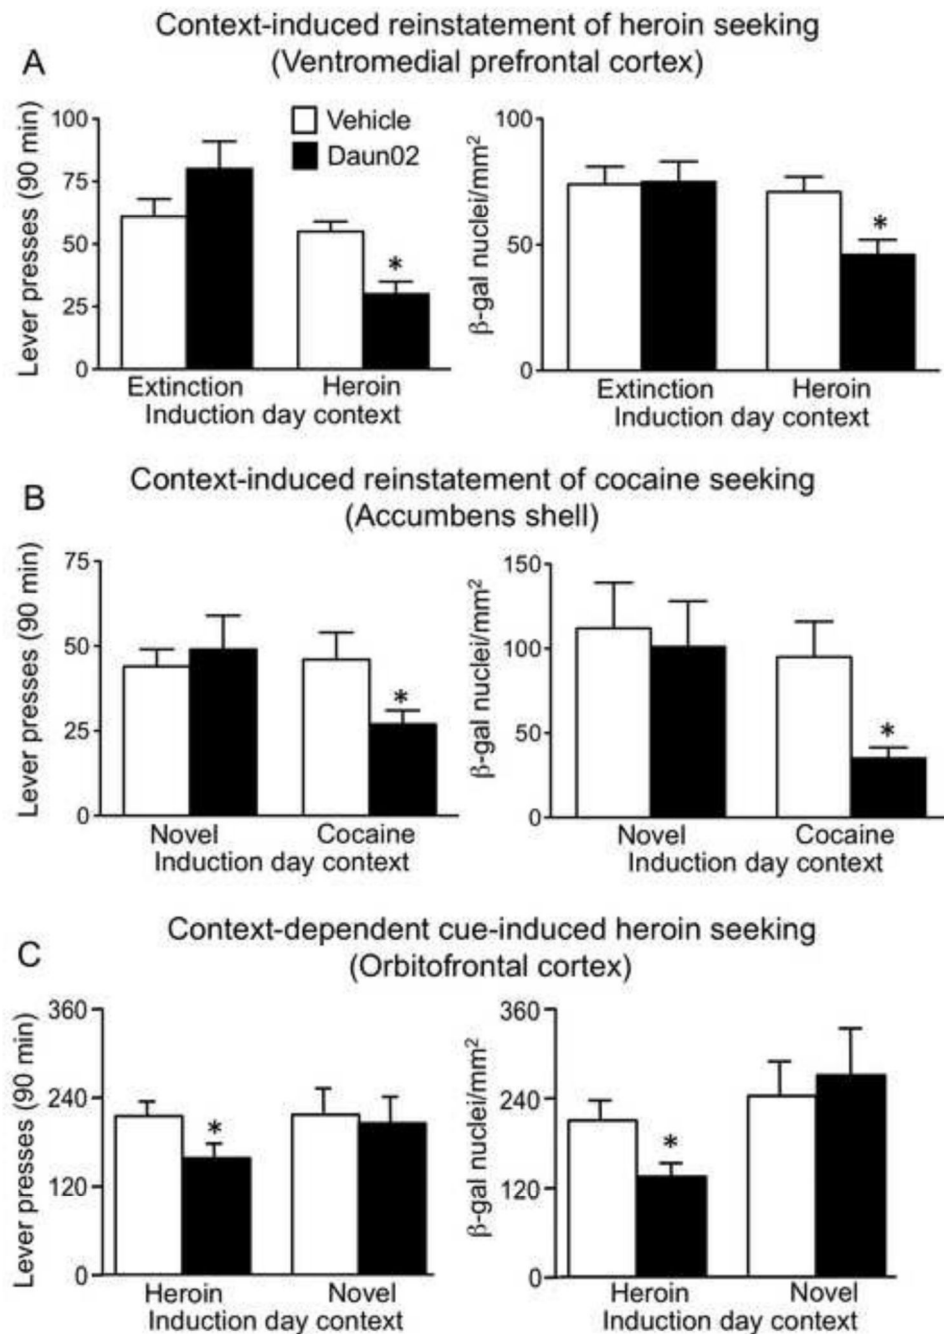 Context-induced reinstatement of heroin seeking
(Ventromedial prefrontal cortex)
A
Lever presses (90 min)
100
75
50
25
0
Vehicle
Daun02
*
Extinction Heroin
Induction day context
β-gal nuclei/mm²
100
50
0
*
Extinction Heroin
Induction day context
Context-induced reinstatement of cocaine seeking
(Accumbens shell)
B
Lever presses (90 min)
75
50
25
0
*
Novel Cocaine
Induction day context
β-gal nuclei/mm²
150
100
50
0
*
Novel Cocaine
Induction day context
Context-dependent cue-induced heroin seeking
(Orbitofrontal cortex)
C
Lever presses (90 min)
360
240
120
0
*
Heroin Novel
Induction day context
β-gal nuclei/mm²
360
240
120
0
*
Heroin Novel
Induction day context